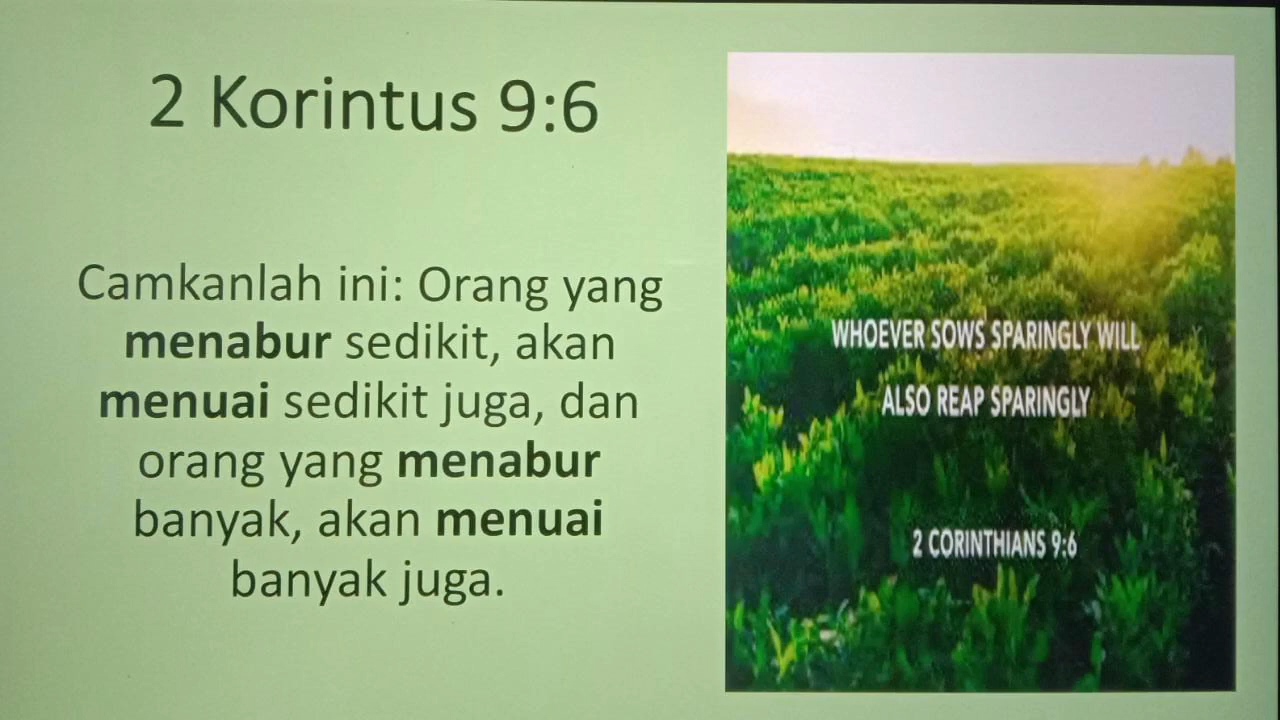 2 Korintus 9:6
Camkanlah ini: Orang yang
menabur sedikit, akan
menuai sedikit juga, dan
orang yang menabur
banyak, akan menuai
banyak juga.
WHOEVER SOWS SPARINGLY WILL
ALSO REAP SPARINGLY
2 CORINTHIANS 9:6